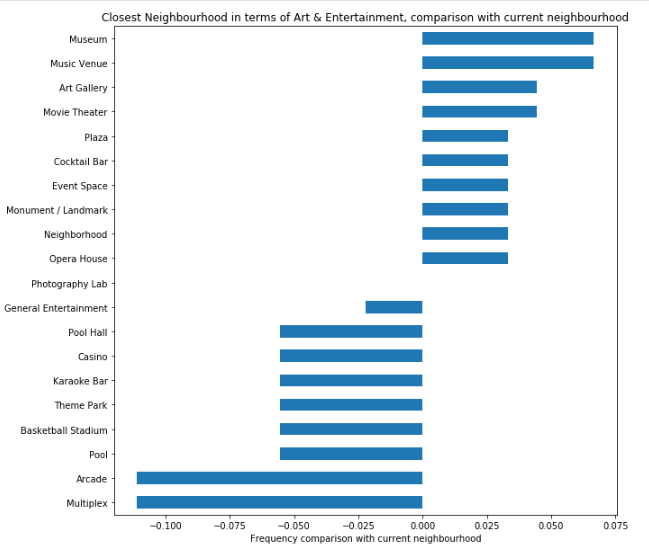 Closest Neighbourhood in terms of Art & Entertainment, comparison with current neighbourhood
Museum
Music Venue
Art Gallery
Movie Theater
Plaza
Cocktail Bar
Event Space
Monument / Landmark
Neighborhood
Opera House
Photography Lab
General Entertainment
Pool Hall
Casino
Karaoke Bar
Theme Park
Basketball Stadium
Pool
Arcade
Multiplex
−0.100 −0.075 −0.050 −0.025 0.000 0.025 0.050 0.075
Frequency comparison with current neighbourhood